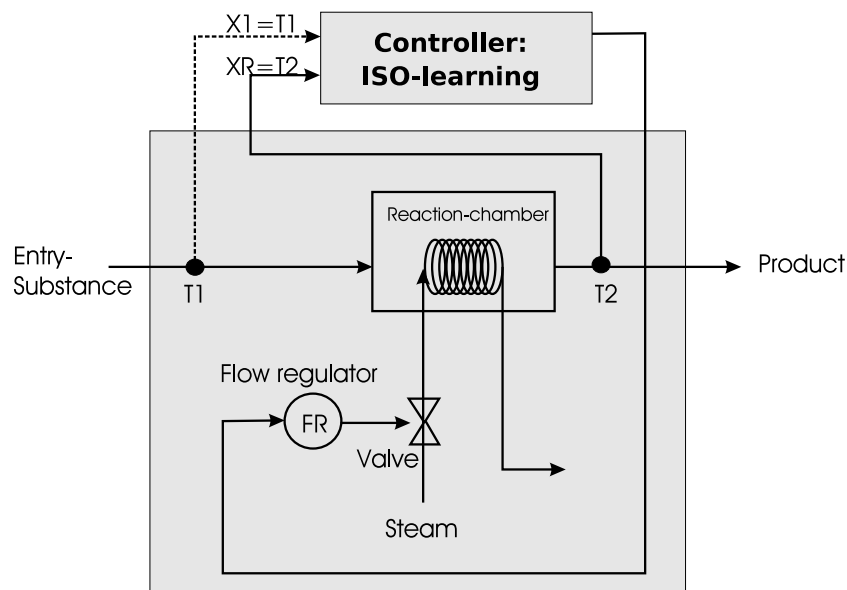 X1=T1
XR=T2
Controller:
ISO-learning
Reaction-chamber
Entry-
Substance
T1
T2
Product
Flow regulator
FR
Valve
Steam